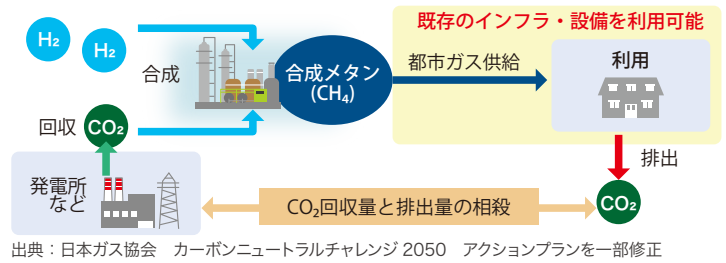 既存のインフラ・設備を利用可能
H₂
H₂
合成
合成メタン
(CH₄)
都市ガス供給
利用
回収
CO₂
排出
発電所
など
CO₂回収量と排出量の相殺
CO₂
出典：日本ガス協会　カーボンニュートラルチャレンジ 2050　アクションプランを一部修正